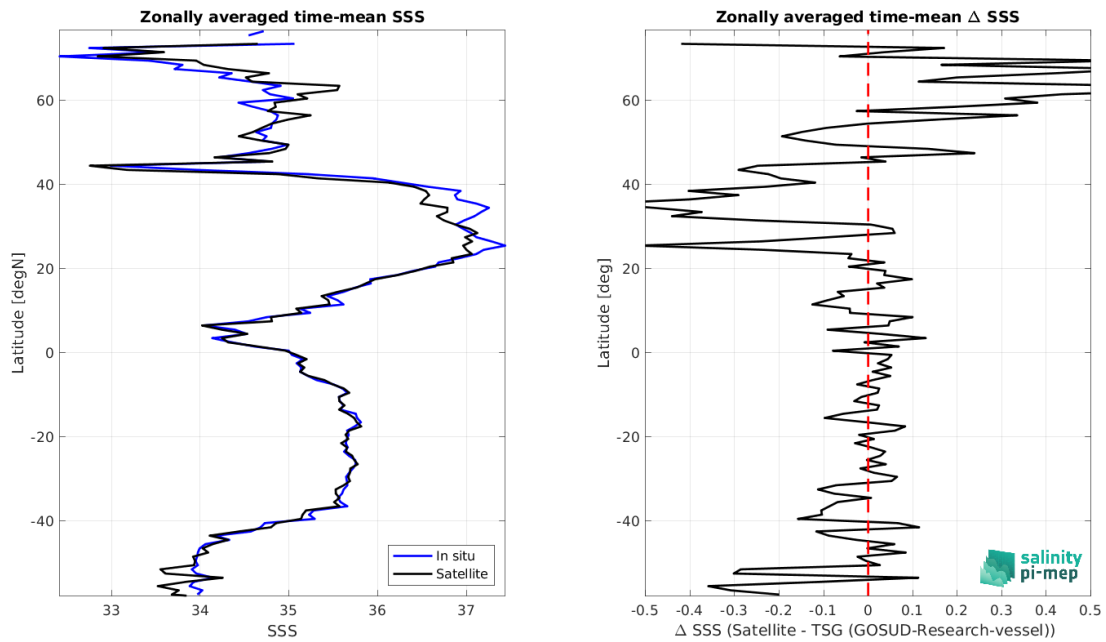 Zonally averaged time-mean SSS
Latitude [degN]
60
40
20
0
-20
-40
33
34
35
36
37
SSS
In situ
Satellite
Zonally averaged time-mean Δ SSS
Latitude [deg]
60
40
20
0
-20
-40
-0.5
-0.4
-0.3
-0.2
-0.1
0
0.1
0.2
0.3
0.4
0.5
Δ SSS (Satellite - TSG (GOSUD-Research-vessel))
salinity
pi-mep